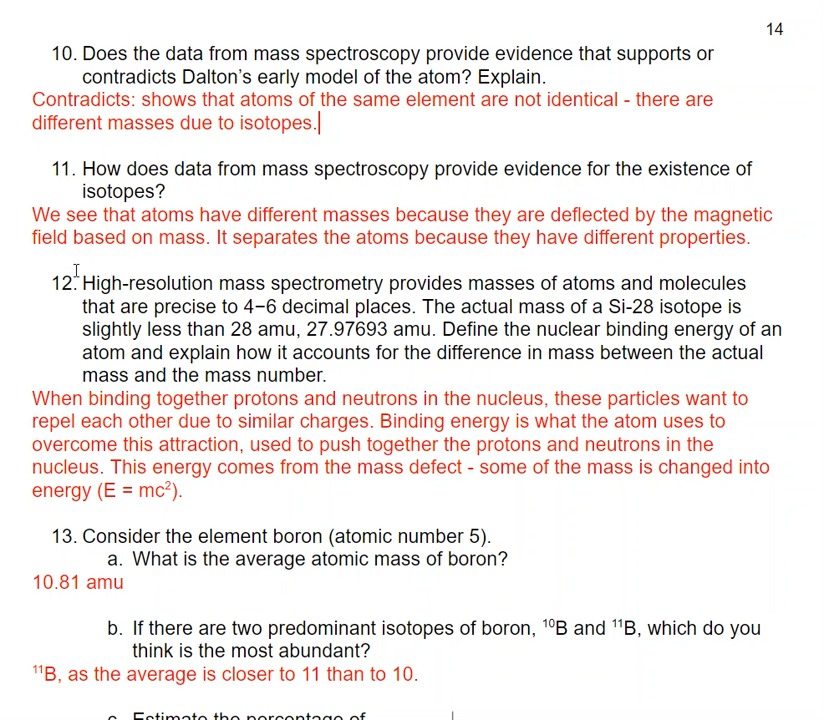 14
10. Does the data from mass spectroscopy provide evidence that supports or
contradicts Dalton's early model of the atom? Explain.
Contradicts: shows that atoms of the same element are not identical - there are
different masses due to isotopes.
11. How does data from mass spectroscopy provide evidence for the existence of
isotopes?
We see that atoms have different masses because they are deflected by the magnetic
field based on mass. It separates the atoms because they have different properties.
12. High-resolution mass spectrometry provides masses of atoms and molecules
that are precise to 4–6 decimal places. The actual mass of a Si-28 isotope is
slightly less than 28 amu, 27.97693 amu. Define the nuclear binding energy of an
atom and explain how it accounts for the difference in mass between the actual
mass and the mass number.
When binding together protons and neutrons in the nucleus, these particles want to
repel each other due to similar charges. Binding energy is what the atom uses to
overcome this attraction, used to push together the protons and neutrons in the
nucleus. This energy comes from the mass defect - some of the mass is changed into
energy (E = mc²).
13. Consider the element boron (atomic number 5).
a. What is the average atomic mass of boron?
10.81 amu
b. If there are two predominant isotopes of boron, ¹⁰B and ¹¹B, which do you
think is the most abundant?
¹¹B, as the average is closer to 11 than to 10.
c. Estimate the percentage of